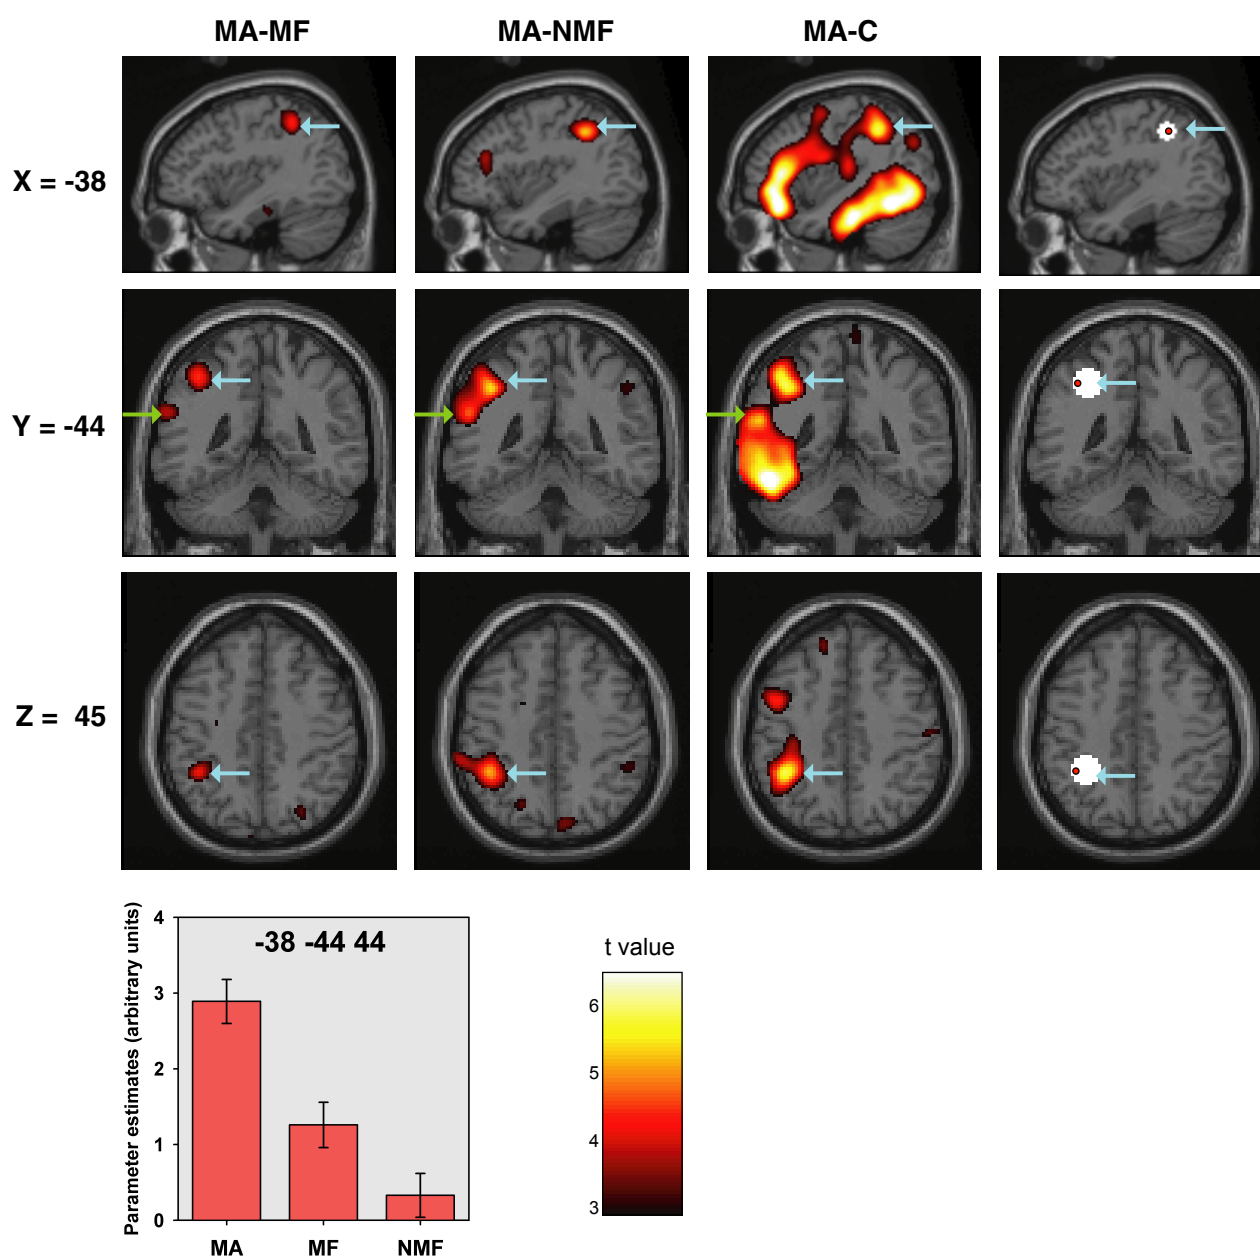 MA-MF MA-NMF MA-C
X = -38
Y = -44
Z = 45
Parameter estimates (arbitrary units)
4
3
2
1
0
-38 -44 44
MA MF NMF
t value
6
5
4
3